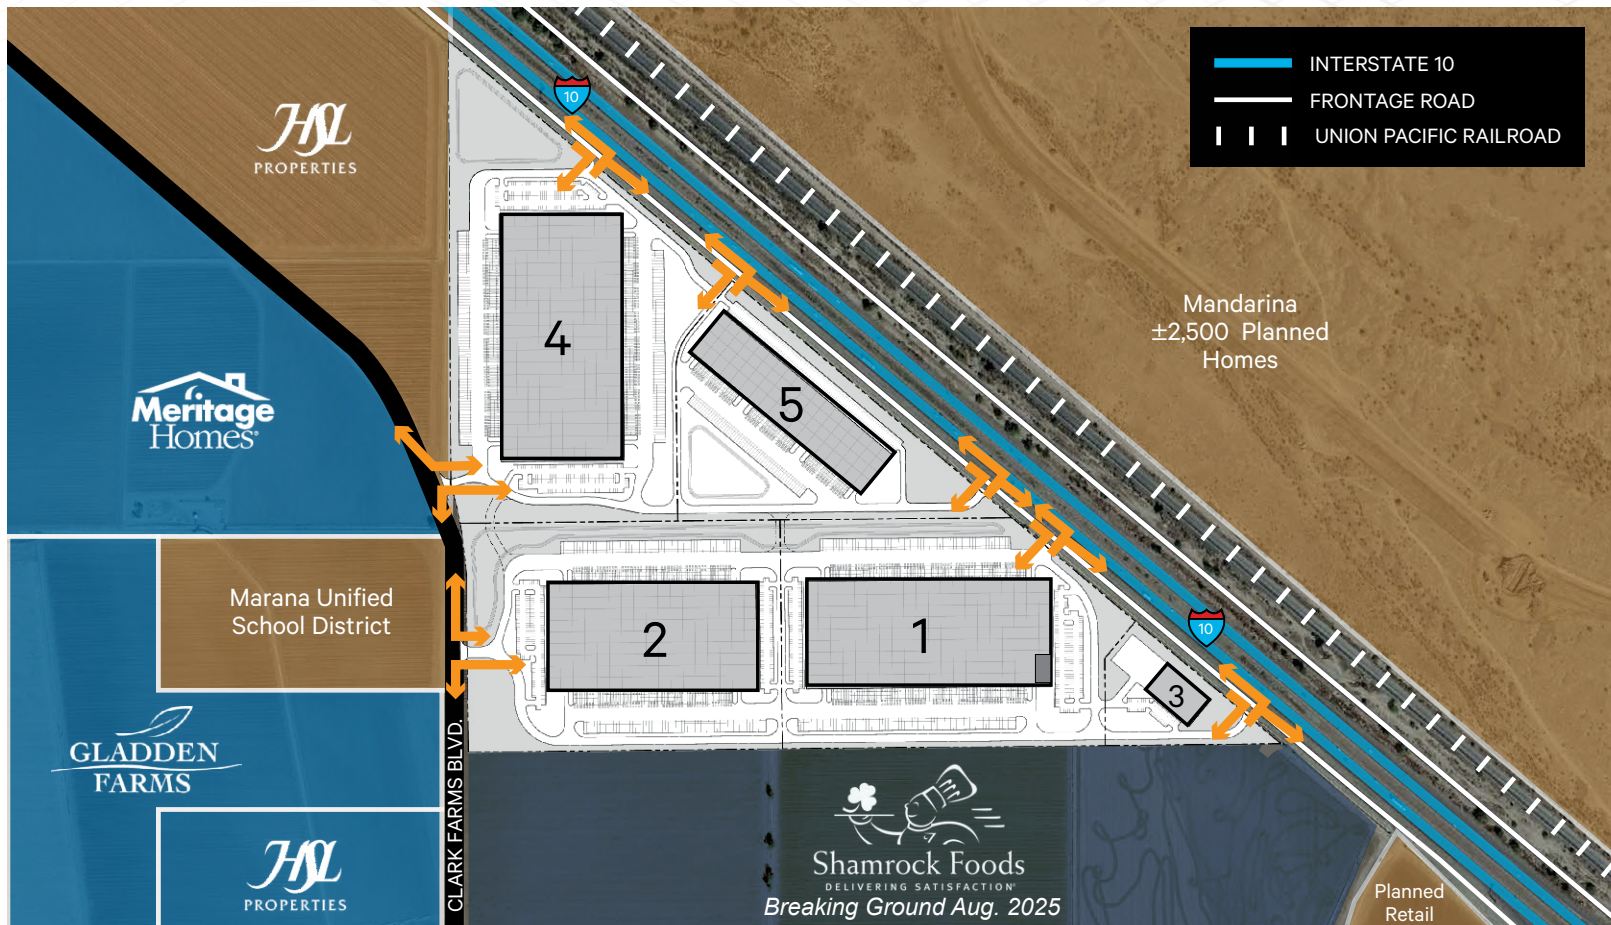 INTERSTATE 10
FRONTAGE ROAD
UNION PACIFIC RAILROAD
10
HSL
PROPERTIES
Mandarina
±2,500 Planned
Homes
4
5
Meritage
Homes
Marana Unified
School District
2
1
10
3
GLADDEN
FARMS
CLARK FARMS BLVD.
HSL
PROPERTIES
Shamrock Foods
DELIVERING SATISFACTION
Breaking Ground Aug. 2025
Planned
Retail